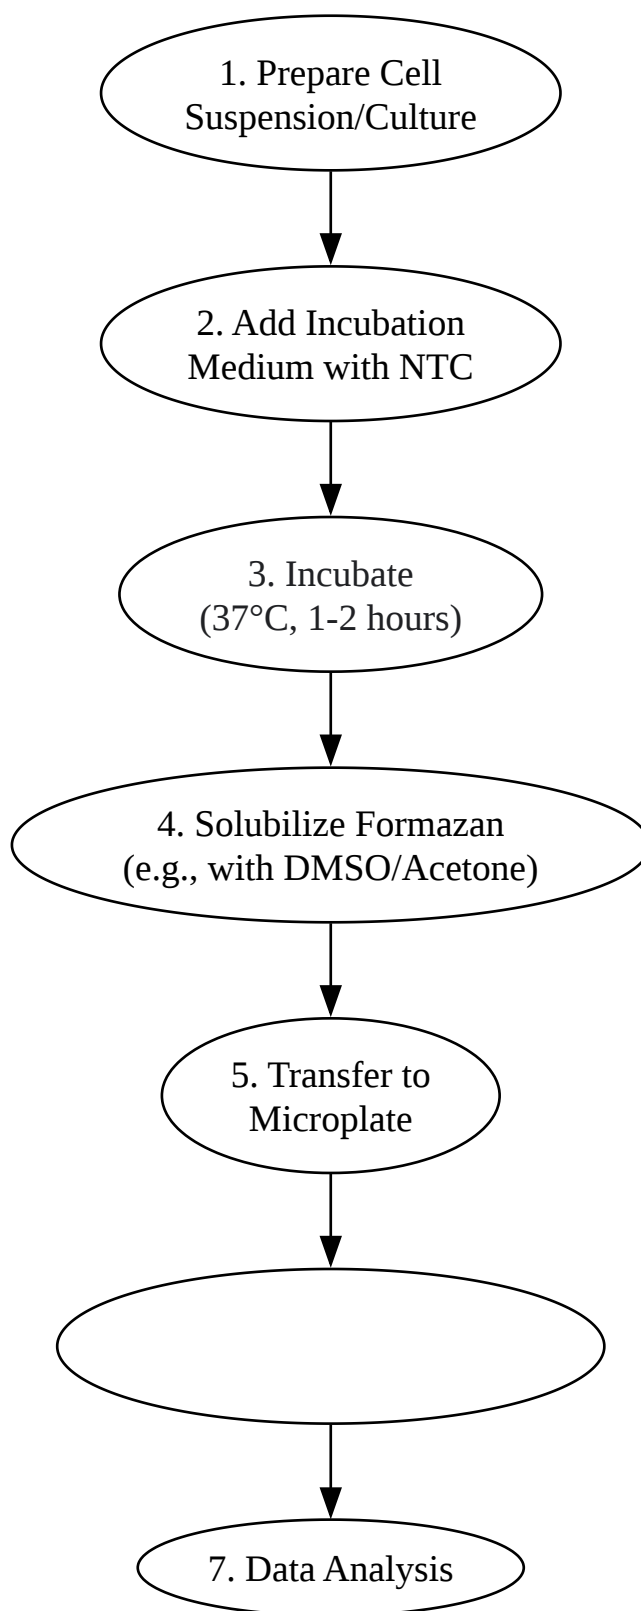 1. Prepare Cell
Suspension/Culture
2. Add Incubation
Medium with NTC
3. Incubate
(37°C, 1-2 hours)
4. Solubilize Formazan
(e.g., with DMSO/Acetone)
5. Transfer to
Microplate
7. Data Analysis